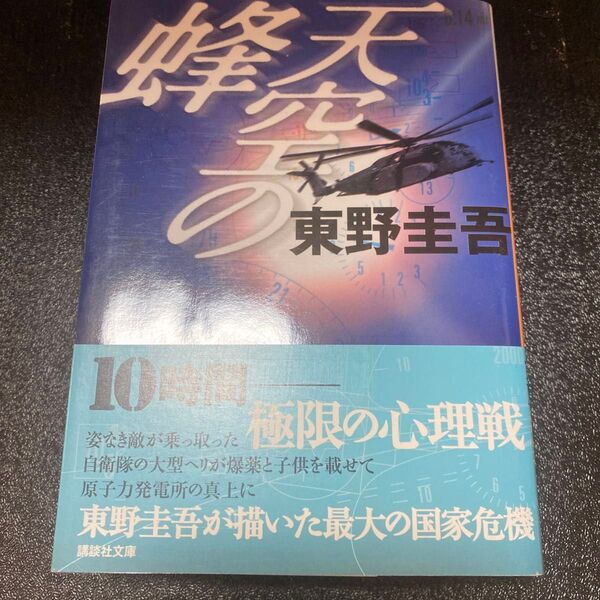 天空の
蜂
東野圭吾
10時間――
極限の心理戦
姿なき敵が乗っ取った
自衛隊の大型ヘリが爆薬と子供を載せて
原子力発電所の真上に
東野圭吾が描いた最大の国家危機
講談社文庫